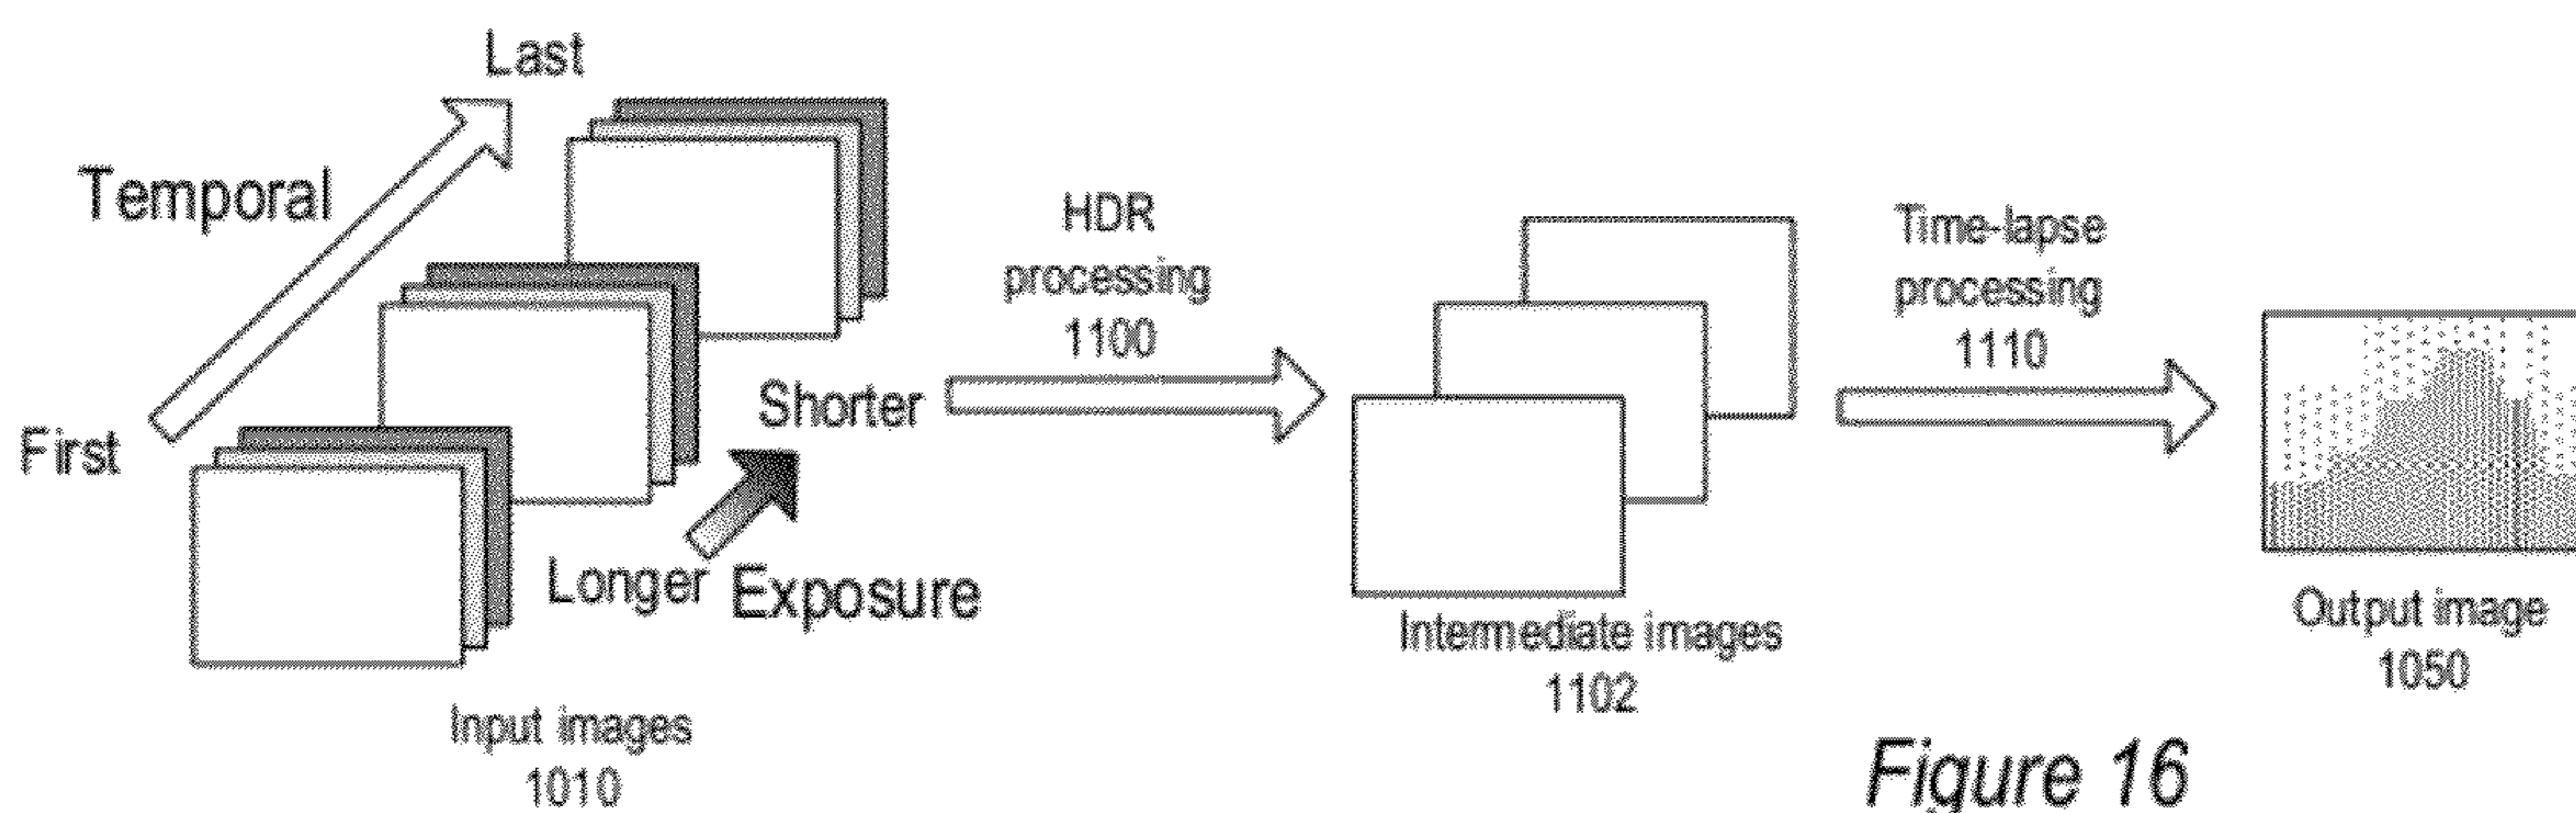 Last
Temporal
First
Shorter
Longer
Exposure
Input images
1010
HDR
processing
1100
Intermediate images
1102
Time-lapse
processing
1110
Output image
1050
Figure 16